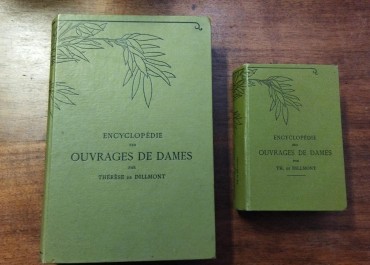 ENCYCLOPÉDIE
DES
OUVRAGES DE DAMES
PAR
THÉRÈSE DE DILLMONT
ENCYCLOPÉDIE
DES
OUVRAGES DE DAMES
PAR
TH. DE DILLMONT